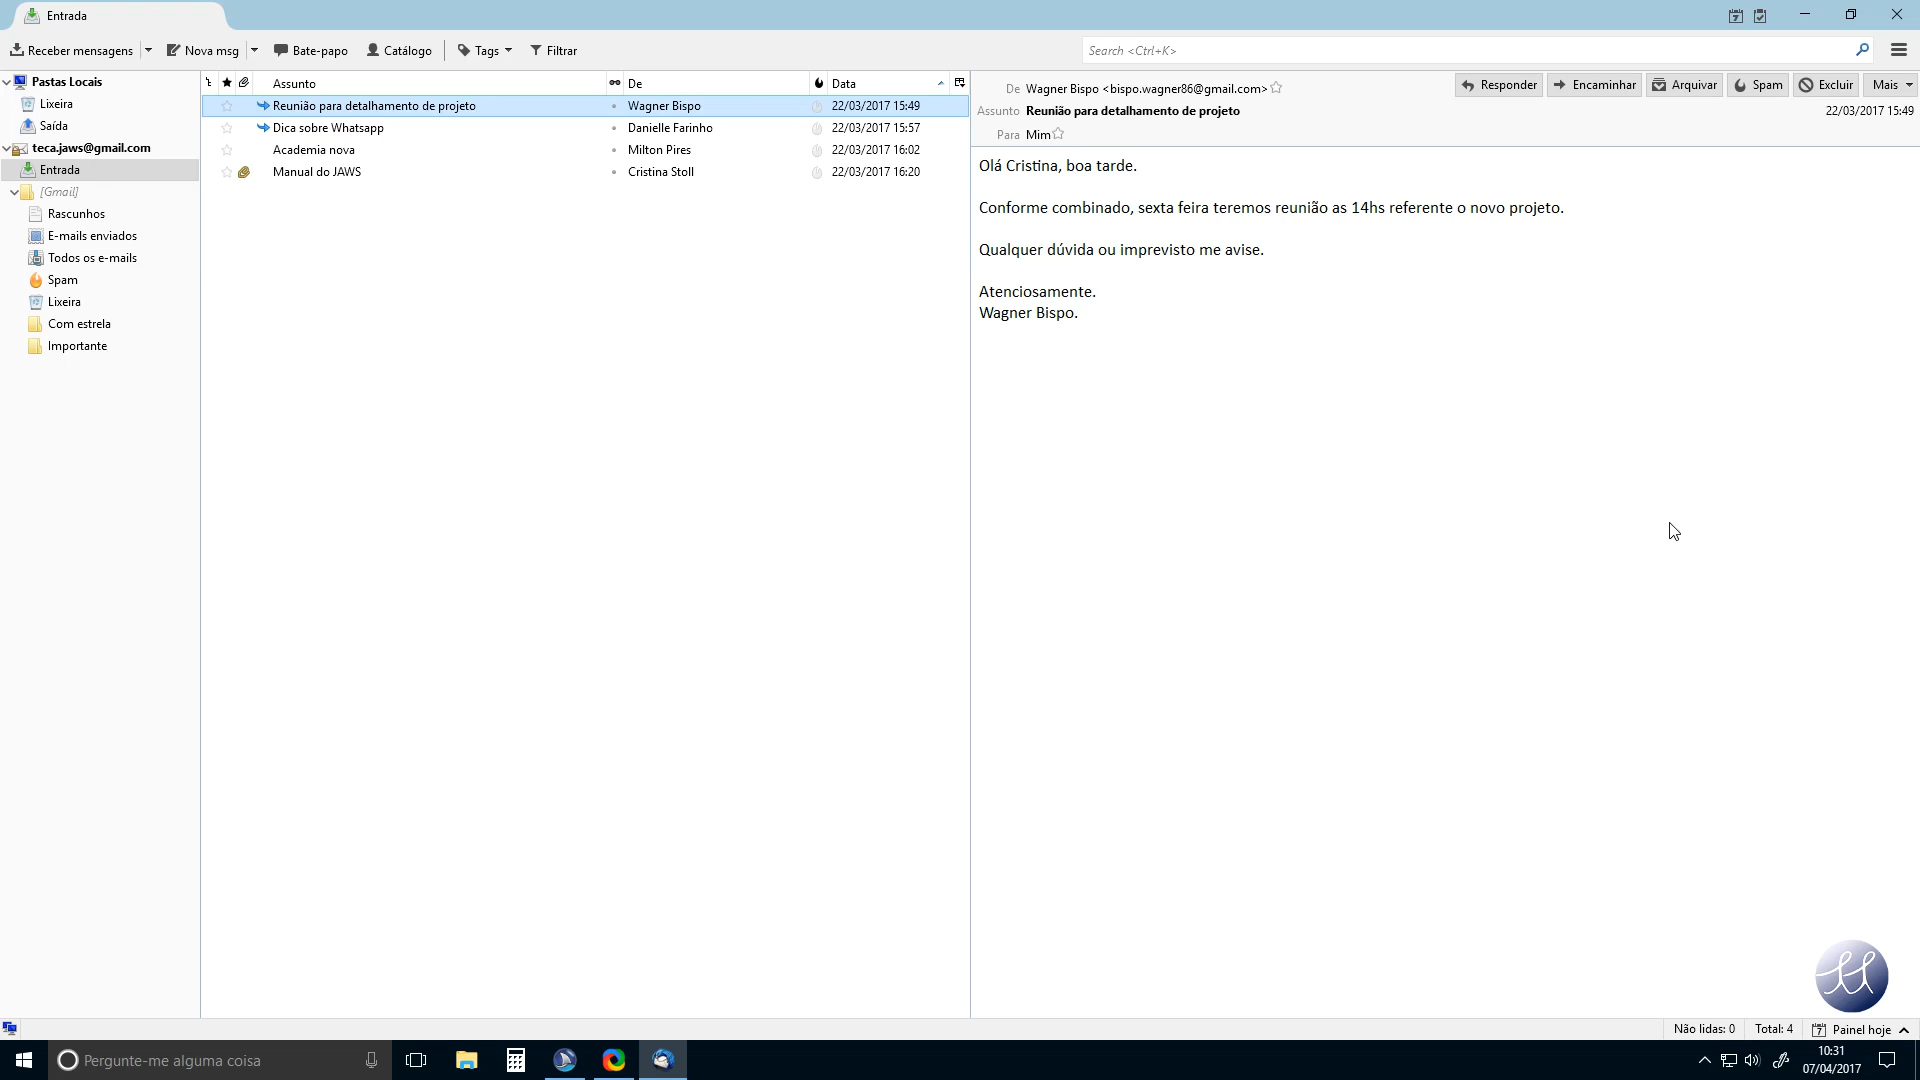 Entrada
Receber mensagens
Nova msg
Bate-papo
Catálogo
Tags
Filtrar
Search <Ctrl+K>
Pastas Locais
Lixeira
Saída
teca.jaws@gmail.com
Entrada
[Gmail]
Rascunhos
E-mails enviados
Todos os e-mails
Spam
Lixeira
Com estrela
Importante
Assunto De Data
Reunião para detalhamento de projeto Wagner Bispo 22/03/2017 15:49
Dica sobre Whatsapp Danielle Farinho 22/03/2017 15:57
Academia nova Milton Pires 22/03/2017 16:02
Manual do JAWS Cristina Stoll 22/03/2017 16:20
De Wagner Bispo <bispo.wagner86@gmail.com>
Responder Encaminhar Arquivar Spam Excluir Mais
Assunto Reunião para detalhamento de projeto 22/03/2017 15:49
Para Mim
Olá Cristina, boa tarde.
Conforme combinado, sexta feira teremos reunião as 14hs referente o novo projeto.
Qualquer dúvida ou imprevisto me avise.
Atenciosamente.
Wagner Bispo.
Não lidas: 0 Total: 4 7 Painel hoje
Pergunte-me alguma coisa
10:31
07/04/2017